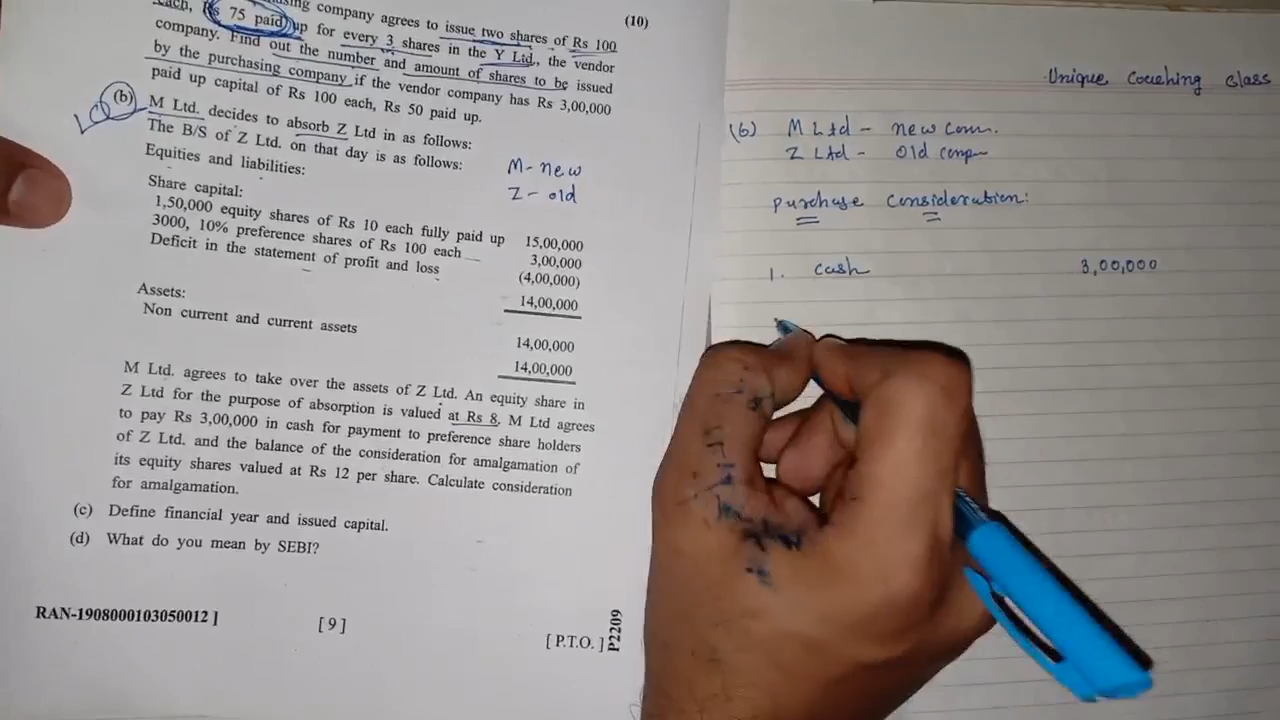 each, Rs 75 paid up for every 3 shares in the Y Ltd., the vendor
company agrees to issue two shares of Rs 100
(10)
company. Find out the number and amount of shares to be issued
by the purchasing company if the vendor company has Rs 3,00,000
paid up capital of Rs 100 each, Rs 50 paid up.
(b) M Ltd. decides to absorb Z Ltd in as follows:
The B/S of Z Ltd. on that day is as follows:
Equities and liabilities:
M - new
Z - old
Share capital:
1,50,000 equity shares of Rs 10 each fully paid up 15,00,000
3000, 10% preference shares of Rs 100 each 3,00,000
Deficit in the statement of profit and loss (4,00,000)
14,00,000
Assets:
Non current and current assets 14,00,000
14,00,000
M Ltd. agrees to take over the assets of Z Ltd. An equity share in
Z Ltd for the purpose of absorption is valued at Rs 8. M Ltd agrees
to pay Rs 3,00,000 in cash for payment to preference share holders
of Z Ltd. and the balance of the consideration for amalgamation of
its equity shares valued at Rs 12 per share. Calculate consideration
for amalgamation.
(c) Define financial year and issued capital.
(d) What do you mean by SEBI?
RAN-1908000103050012 ]
[ 9 ]
[ P.T.O. ]
P2209
Unique Coaching Class
(b) M Ltd - new com.
Z Ltd - old comp
Purchase consideration:
1. cash 3,00,000